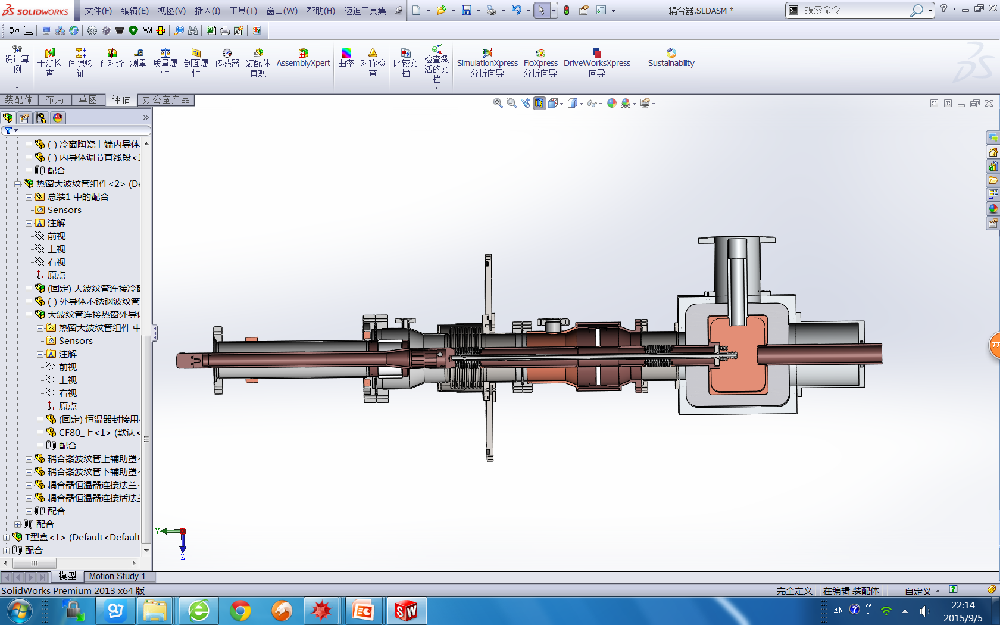 SOLIDWORKS 文件(F) 编辑(E) 视图(V) 插入(I) 工具(T) 窗口(W) 帮助(H) 迈迪工具集 耦合器.SLDASM * 搜索命令
设计算例
干涉检查
间隙验证
孔对齐
测量
质量属性
剖面属性
传感器
装配体直观
AssemblyXpert
曲率
对称检查
比较文档
检查激活的文档
SimulationXpress 分析向导
FloXpress 分析向导
DriveWorksXpress 向导
Sustainability
装配体 布局 草图 评估 办公室产品
(-) 冷窗陶瓷上端内导体
(-) 内导体调节直线段<1
配合
热窗大波纹管组件<2> (De
总装1 中的配合
Sensors
注解
前视
上视
右视
原点
(固定) 大波纹管连接冷窗
(-) 外导体不锈钢波纹管
大波纹管连接热窗外导体
热窗大波纹管组件 中
Sensors
注解
前视
上视
右视
原点
(固定) 恒温器封接用
CF80_上<1> (默认<
配合
耦合器波纹管上辅助罩<
耦合器波纹管下辅助罩<
耦合器恒温器连接法兰<
耦合器恒温器连接活法兰
配合
配合
T型盒<1> (Default<Default
配合
Y
Z
77
模型 Motion Study 1
SolidWorks Premium 2013 x64 版 完全定义 在编辑 装配体 自定义
EN 22:14
2015/9/5